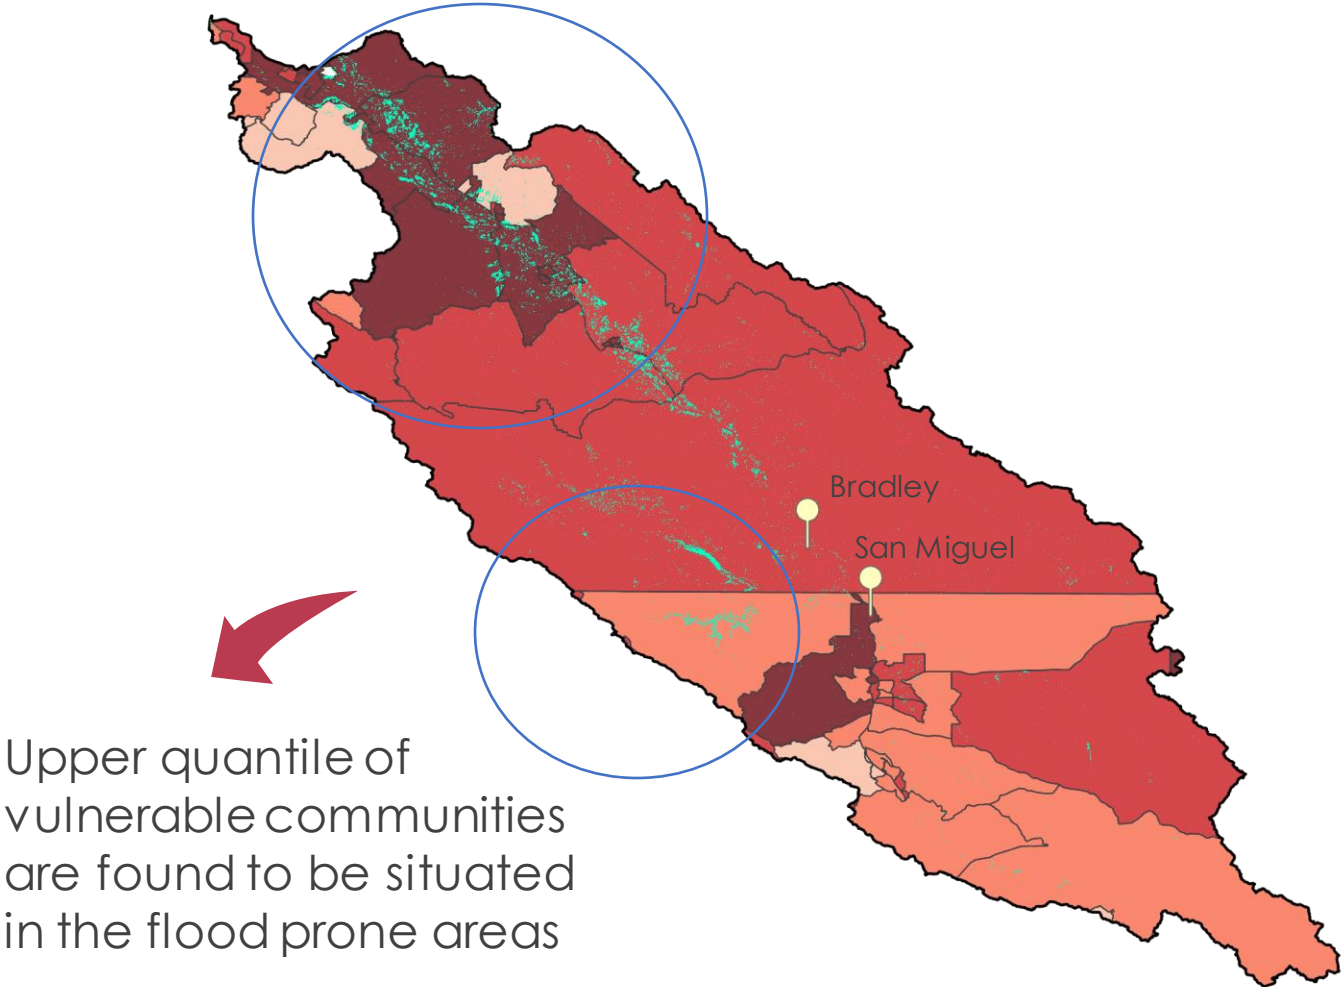 Bradley
San Miguel
Upper quantile of
vulnerable communities
are found to be situated
in the flood prone areas